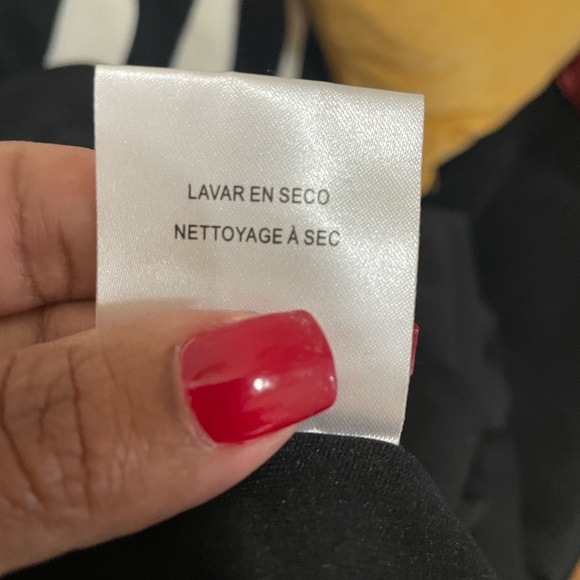 LAVAR EN SECO
NETTOYAGE À SEC